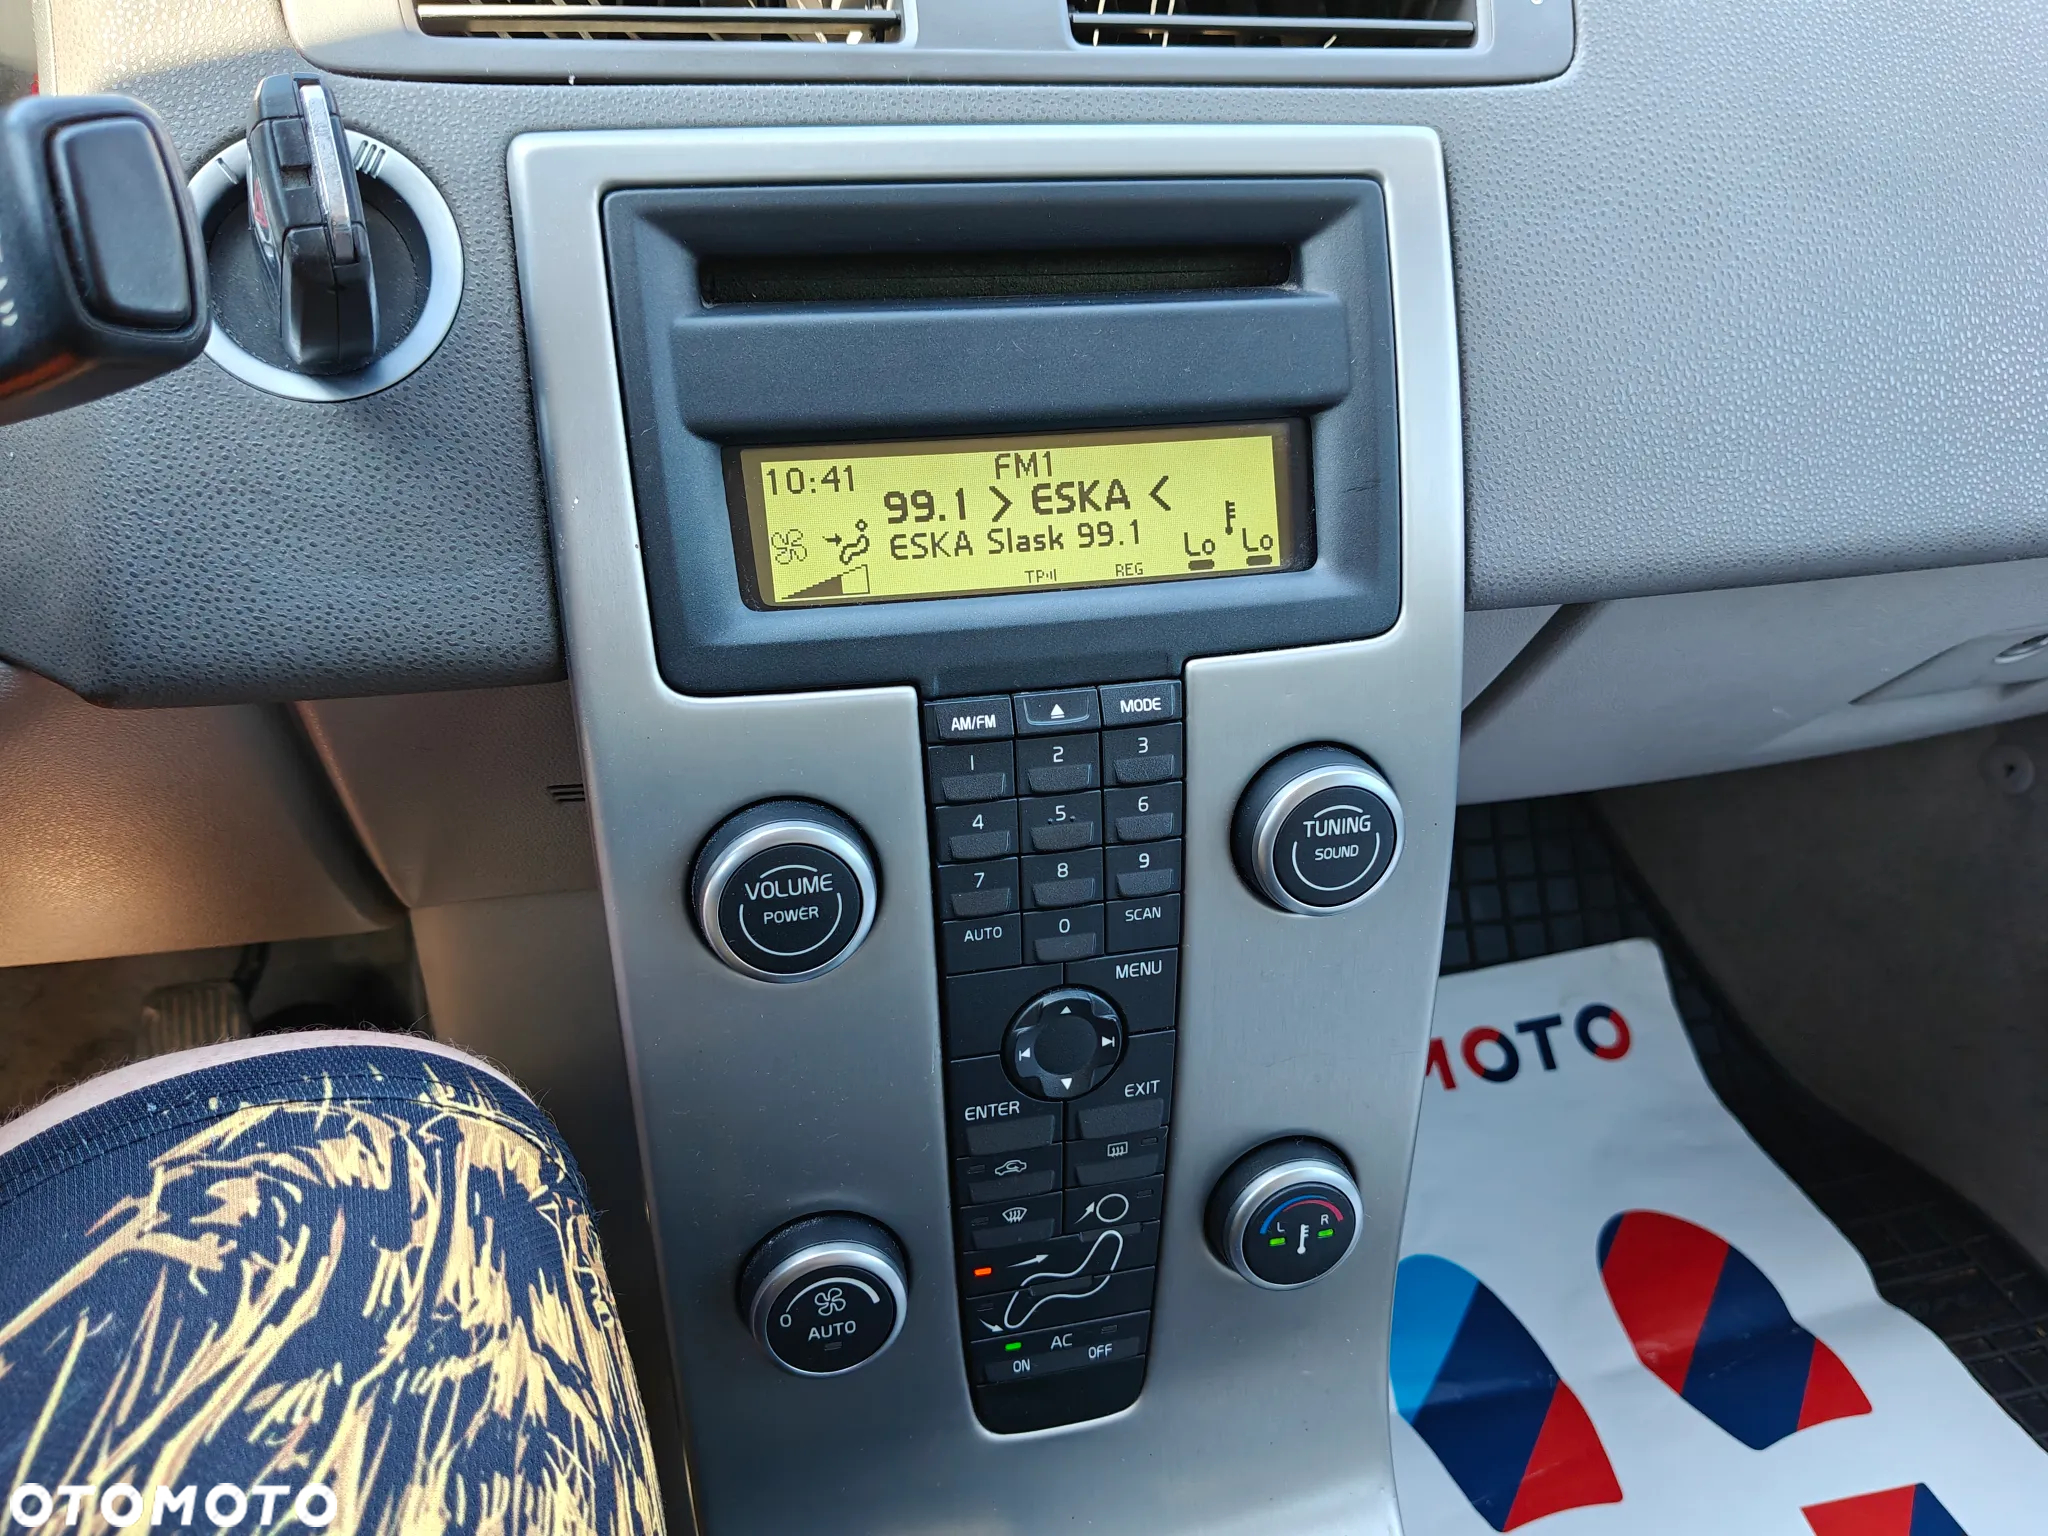 10:41
FM1
99.1 > ESKA <
ESKA Slask 99.1
Lo Lo
TP
REG
AM/FM
MODE
1 2 3
4 5 6
7 8 9
AUTO 0 SCAN
MENU
VOLUME
POWER
TUNING
SOUND
ENTER
EXIT
MOTO
0
AUTO
L R
AC
ON OFF
I
III
OTOMOTO